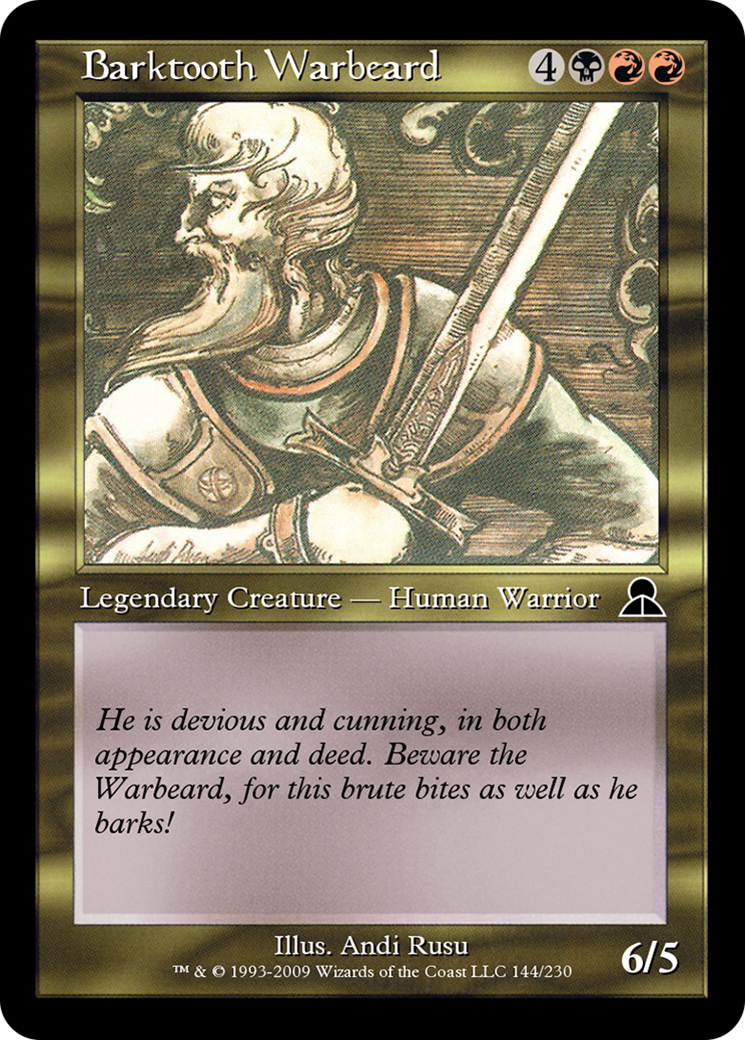 Barktooth Warbeard 4
Legendary Creature — Human Warrior
He is devious and cunning, in both
appearance and deed. Beware the
Warbeard, for this brute bites as well as he
barks!
Illus. Andi Rusu
™ & © 1993-2009 Wizards of the Coast LLC 144/230
6/5